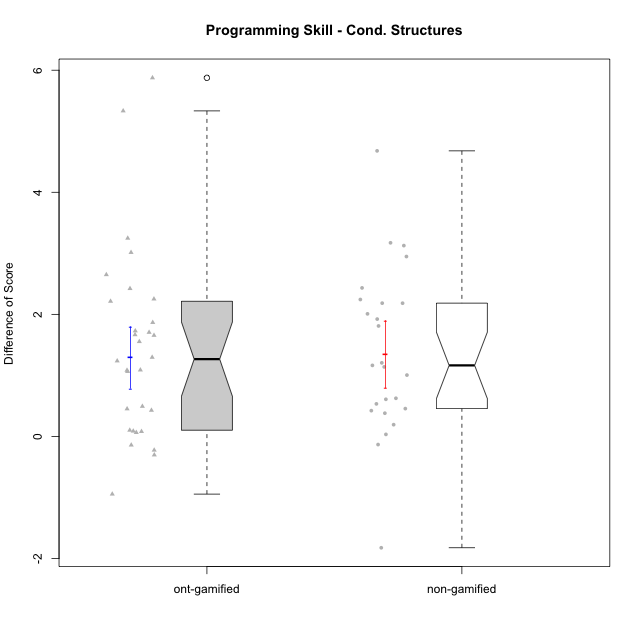 Programming Skill - Cond. Structures
Difference of Score
6
4
2
0
-2
ont-gamified
non-gamified